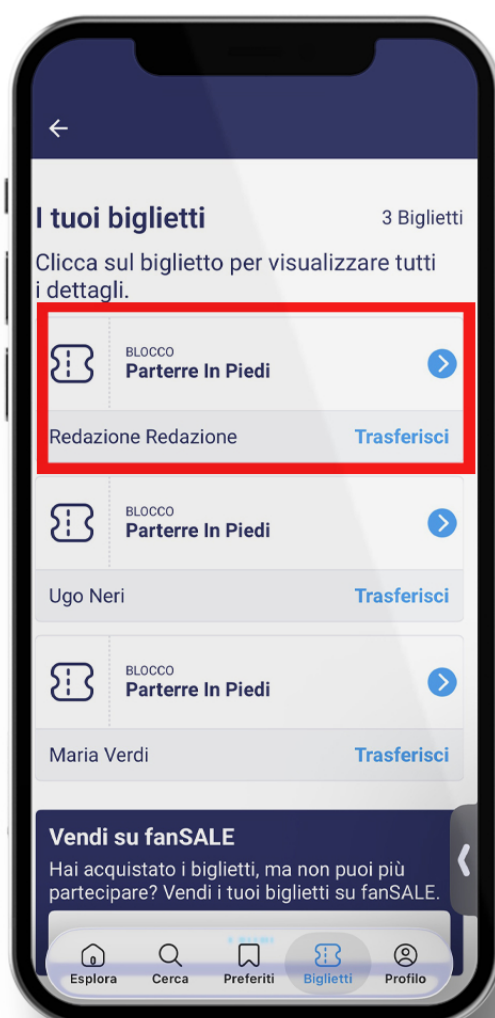 I tuoi biglietti
3 Biglietti
Clicca sul biglietto per visualizzare tutti
i dettagli.
BLOCCO
Parterre In Piedi
Redazione Redazione
Trasferisci
BLOCCO
Parterre In Piedi
Ugo Neri
Trasferisci
BLOCCO
Parterre In Piedi
Maria Verdi
Trasferisci
Vendi su fanSALE
Hai acquistato i biglietti, ma non puoi più
partecipare? Vendi i tuoi biglietti su fanSALE.
Esplora
Cerca
Preferiti
Biglietti
Profilo